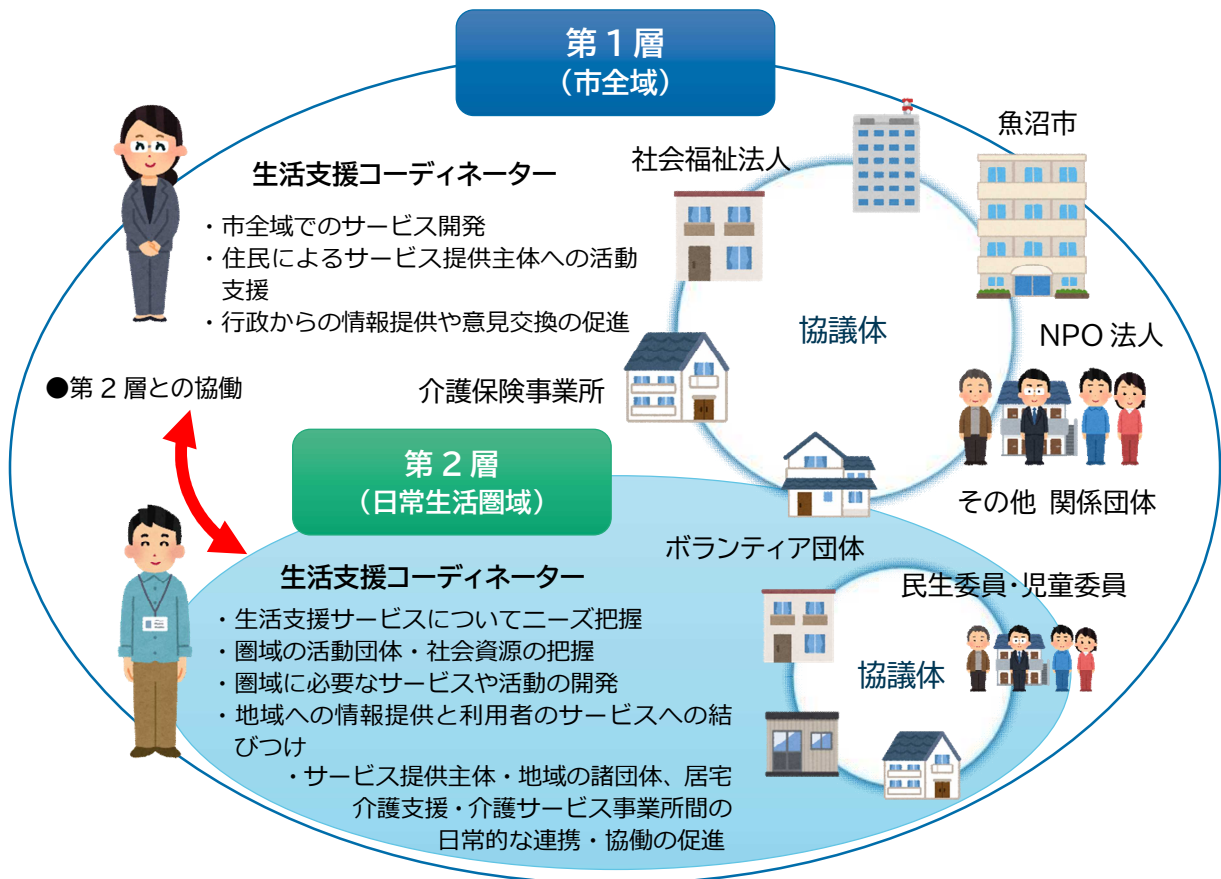 第1層
（市全域）
魚沼市
社会福祉法人
生活支援コーディネーター
・市全域でのサービス開発
・住民によるサービス提供主体への活動
支援
・行政からの情報提供や意見交換の促進
協議体
NPO 法人
●第 2 層との協働
介護保険事業所
第2層
（日常生活圏域）
その他 関係団体
ボランティア団体
生活支援コーディネーター
・生活支援サービスについてニーズ把握
・圏域の活動団体・社会資源の把握
・圏域に必要なサービスや活動の開発
・地域への情報提供と利用者のサービスへの結
びつけ
・サービス提供主体・地域の諸団体、居宅
介護支援・介護サービス事業所間の
日常的な連携・協働の促進
民生委員・児童委員
協議体